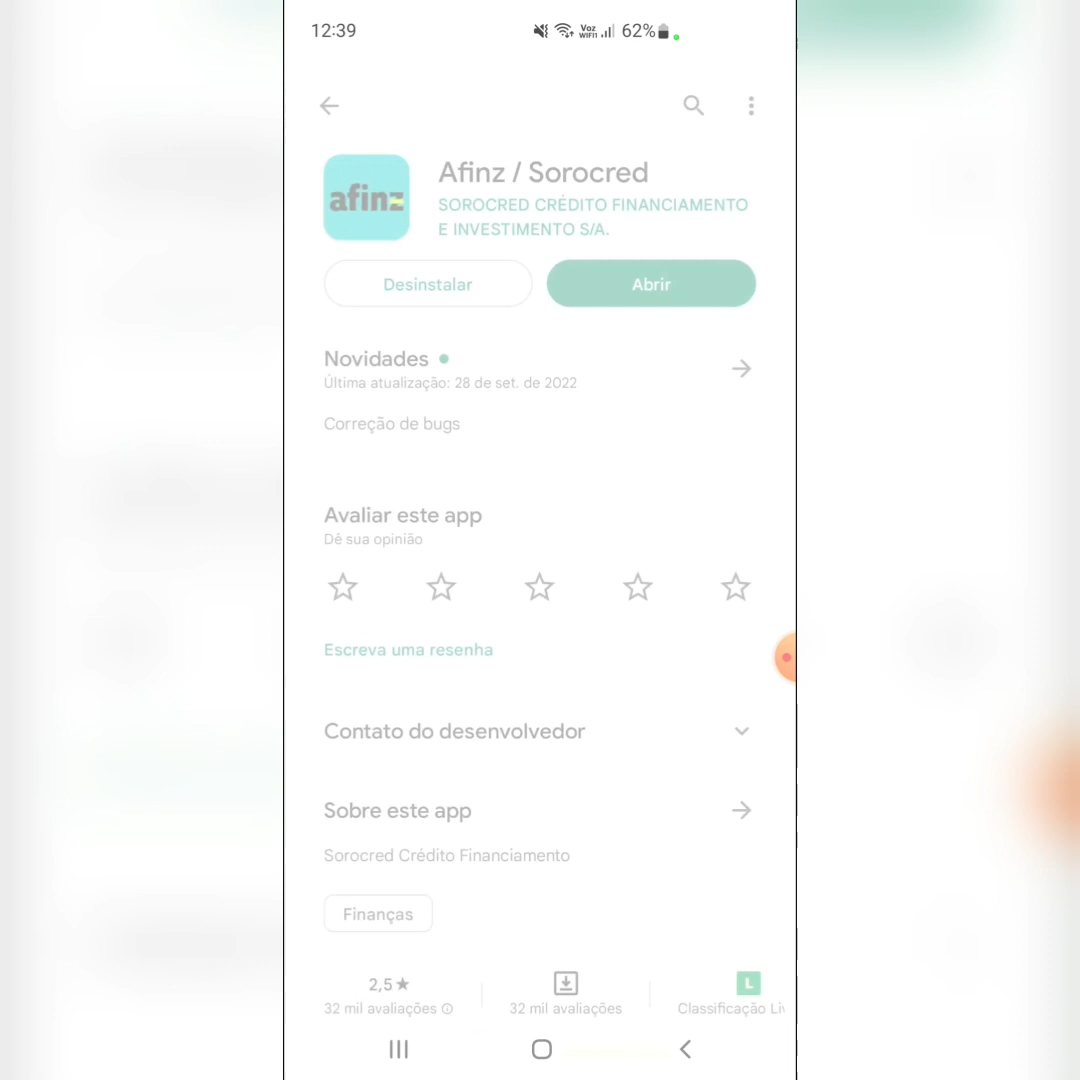 12:39
Voz
WIFI1
62%
afinz
Afinz / Sorocred
SOROCRED CRÉDITO FINANCIAMENTO
E INVESTIMENTO S/A.
Desinstalar
Abrir
Novidades
Última atualização: 28 de set. de 2022
Correção de bugs
Avaliar este app
Dê sua opinião
Escreva uma resenha
Contato do desenvolvedor
Sobre este app
Sorocred Crédito Financiamento
Finanças
2,5★
L
32 mil avaliações
32 mil avaliações
Classificação Liv